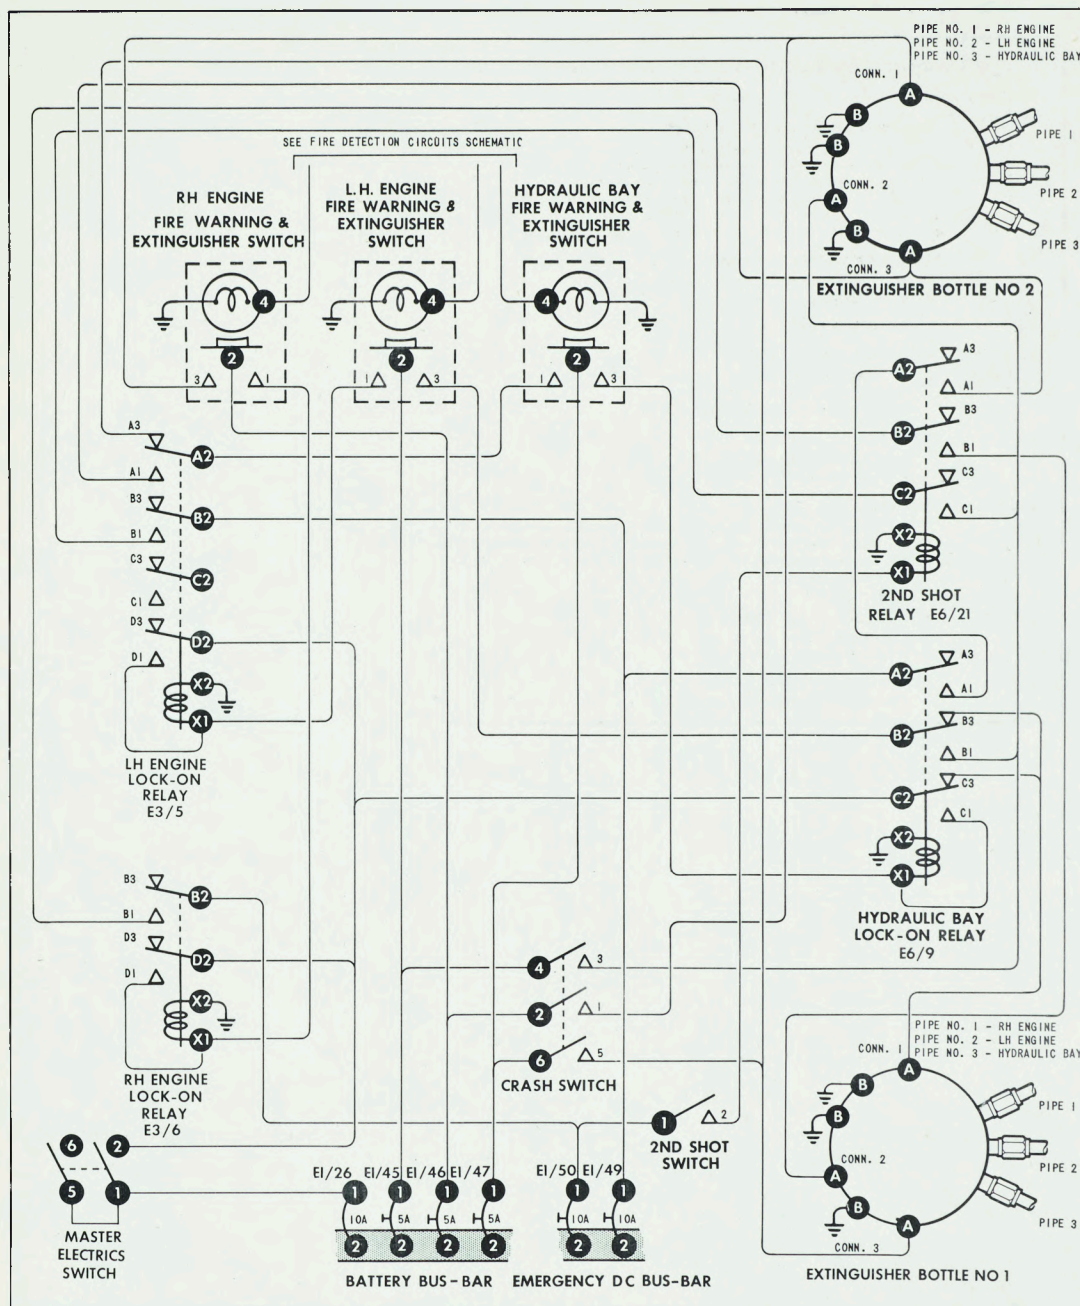 PIPE NO. 1 - RH ENGINE
PIPE NO. 2 - LH ENGINE
PIPE NO. 3 - HYDRAULIC BAY
CONN. 1
A
B
B
PIPE 1
CONN. 2
A
PIPE 2
B
A
PIPE 3
CONN. 3
EXTINGUISHER BOTTLE NO 2
SEE FIRE DETECTION CIRCUITS SCHEMATIC
RH ENGINE
FIRE WARNING &
EXTINGUISHER SWITCH
4
2
3 1
L.H. ENGINE
FIRE WARNING &
EXTINGUISHER
SWITCH
4
2
1 3
HYDRAULIC BAY
FIRE WARNING &
EXTINGUISHER
SWITCH
4
2
1 3
A3
A2
A1
B3
B2
B1
C3
C2
C1
D3
D2
D1
X2
X1
LH ENGINE
LOCK-ON
RELAY
E3/5
A3
A2
A1
B3
B2
B1
C3
C2
C1
X2
X1
2ND SHOT
RELAY E6/21
A3
A2
A1
B3
B2
B1
C3
C2
C1
X2
X1
HYDRAULIC BAY
LOCK-ON RELAY
E6/9
B3
B2
B1
D3
D2
D1
X2
X1
RH ENGINE
LOCK-ON
RELAY
E3/6
4 3
2 1
6 5
CRASH SWITCH
1 2
2ND SHOT
SWITCH
6 2
5 1
MASTER
ELECTRICS
SWITCH
E1/26 E1/45 E1/46 E1/47
1 1 1 1
10A 5A 5A 5A
2 2 2 2
BATTERY BUS-BAR
E1/50 E1/49
1 1
10A 10A
2 2
EMERGENCY DC BUS-BAR
PIPE NO. 1 - RH ENGINE
PIPE NO. 2 - LH ENGINE
PIPE NO. 3 - HYDRAULIC BAY
CONN. 1
A
B
B
PIPE 1
CONN. 2
A
PIPE 2
B
A
PIPE 3
CONN. 3
EXTINGUISHER BOTTLE NO 1